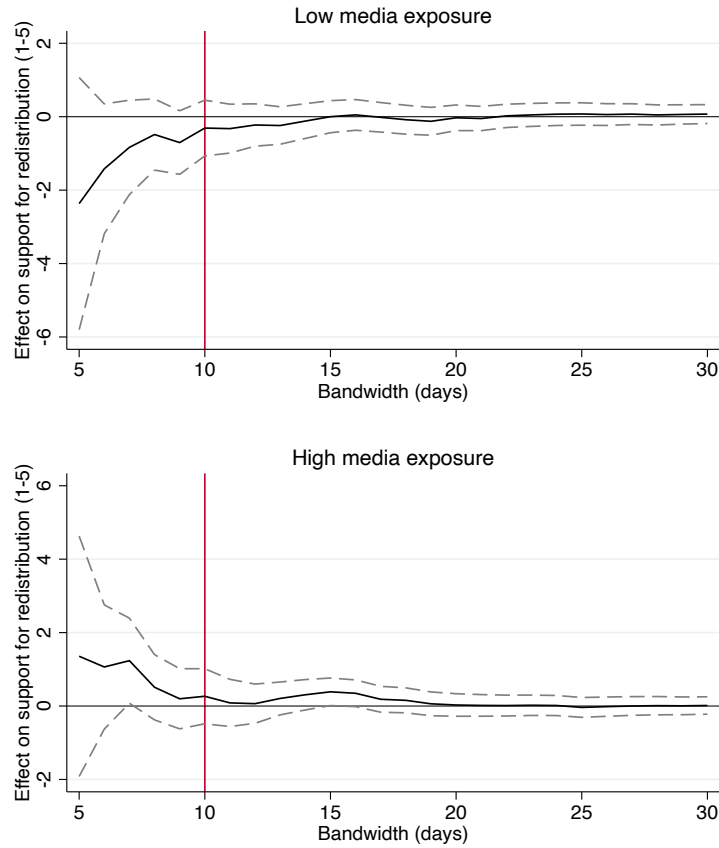 Low media exposure
Effect on support for redistribution (1-5)
2
0
-2
-4
-6
5 10 15 20 25 30
Bandwidth (days)
High media exposure
Effect on support for redistribution (1-5)
6
4
2
0
-2
5 10 15 20 25 30
Bandwidth (days)